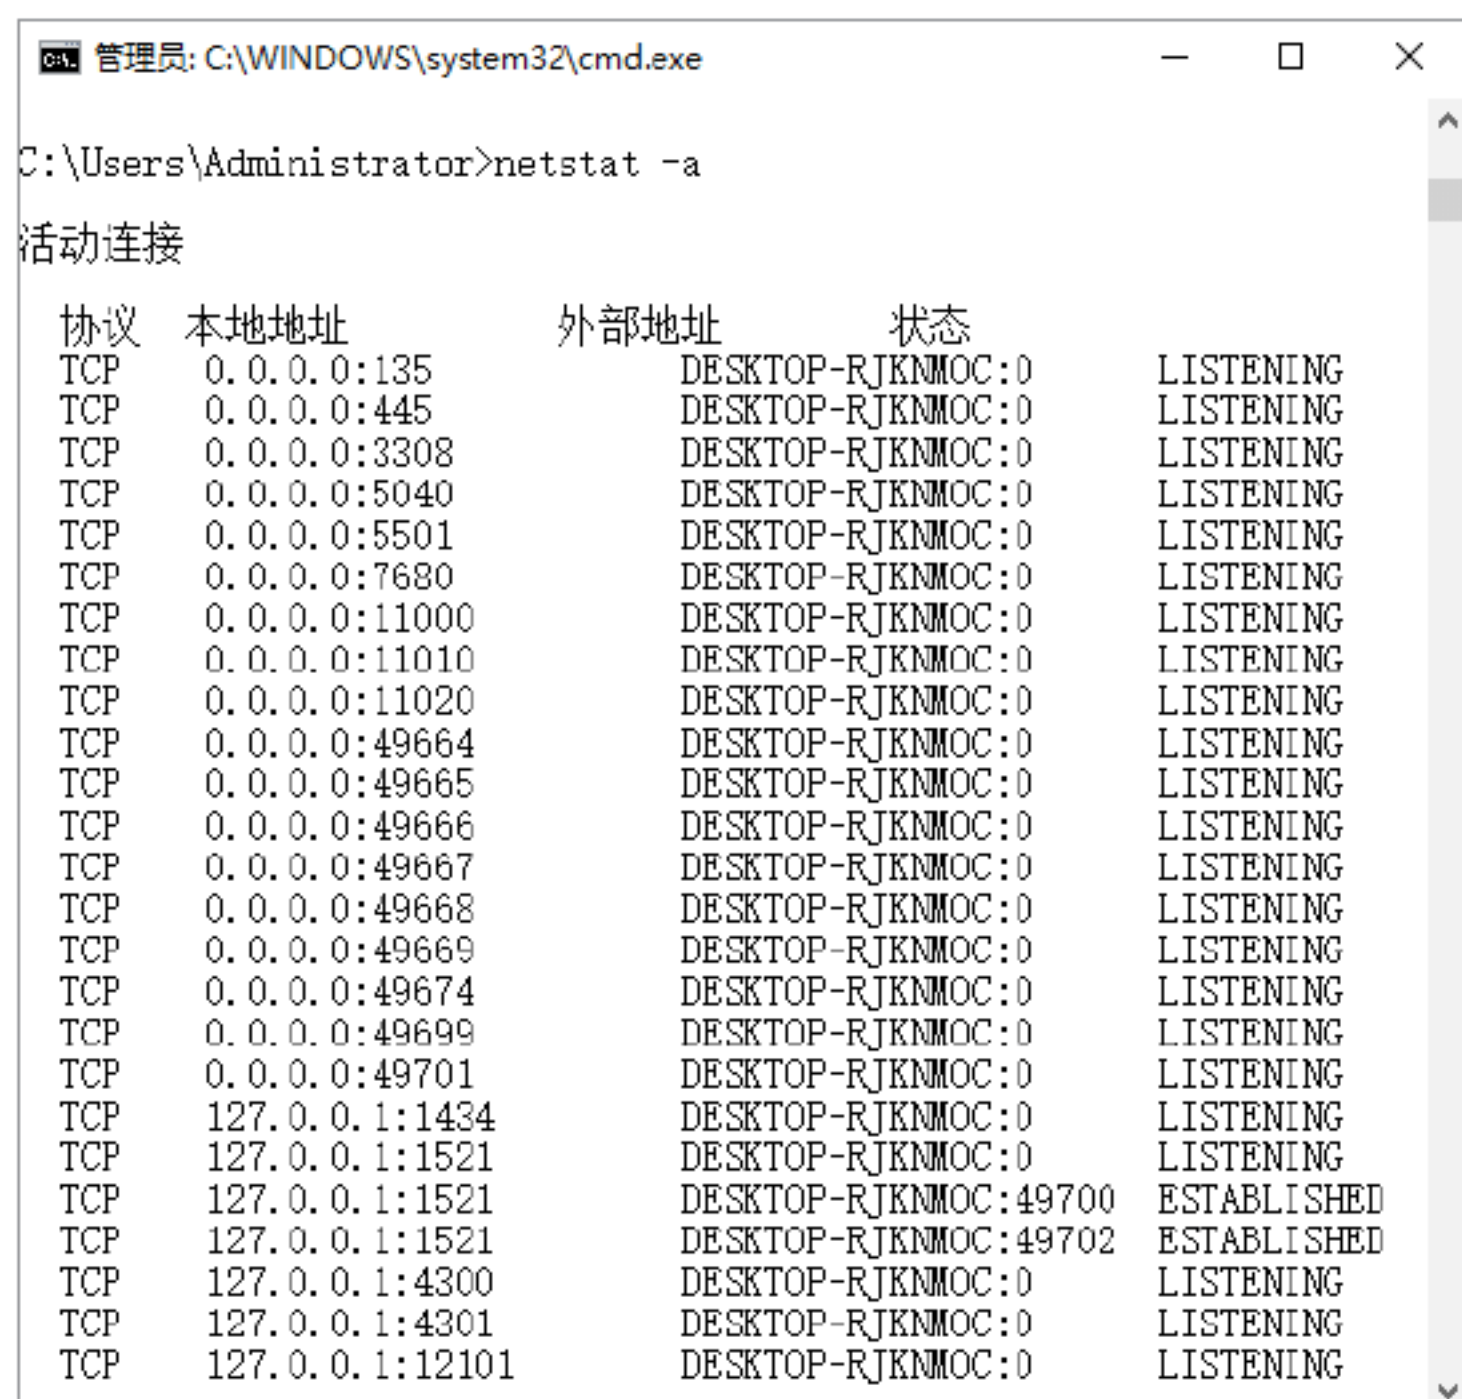 管理员: C:\WINDOWS\system32\cmd.exe
C:\Users\Administrator>netstat -a
活动连接
协议 本地地址 外部地址 状态
TCP 0.0.0.0:135 DESKTOP-RJKNMOC:0 LISTENING
TCP 0.0.0.0:445 DESKTOP-RJKNMOC:0 LISTENING
TCP 0.0.0.0:3308 DESKTOP-RJKNMOC:0 LISTENING
TCP 0.0.0.0:5040 DESKTOP-RJKNMOC:0 LISTENING
TCP 0.0.0.0:5501 DESKTOP-RJKNMOC:0 LISTENING
TCP 0.0.0.0:7680 DESKTOP-RJKNMOC:0 LISTENING
TCP 0.0.0.0:11000 DESKTOP-RJKNMOC:0 LISTENING
TCP 0.0.0.0:11010 DESKTOP-RJKNMOC:0 LISTENING
TCP 0.0.0.0:11020 DESKTOP-RJKNMOC:0 LISTENING
TCP 0.0.0.0:49664 DESKTOP-RJKNMOC:0 LISTENING
TCP 0.0.0.0:49665 DESKTOP-RJKNMOC:0 LISTENING
TCP 0.0.0.0:49666 DESKTOP-RJKNMOC:0 LISTENING
TCP 0.0.0.0:49667 DESKTOP-RJKNMOC:0 LISTENING
TCP 0.0.0.0:49668 DESKTOP-RJKNMOC:0 LISTENING
TCP 0.0.0.0:49669 DESKTOP-RJKNMOC:0 LISTENING
TCP 0.0.0.0:49674 DESKTOP-RJKNMOC:0 LISTENING
TCP 0.0.0.0:49699 DESKTOP-RJKNMOC:0 LISTENING
TCP 0.0.0.0:49701 DESKTOP-RJKNMOC:0 LISTENING
TCP 127.0.0.1:1434 DESKTOP-RJKNMOC:0 LISTENING
TCP 127.0.0.1:1521 DESKTOP-RJKNMOC:0 LISTENING
TCP 127.0.0.1:1521 DESKTOP-RJKNMOC:49700 ESTABLISHED
TCP 127.0.0.1:1521 DESKTOP-RJKNMOC:49702 ESTABLISHED
TCP 127.0.0.1:4300 DESKTOP-RJKNMOC:0 LISTENING
TCP 127.0.0.1:4301 DESKTOP-RJKNMOC:0 LISTENING
TCP 127.0.0.1:12101 DESKTOP-RJKNMOC:0 LISTENING